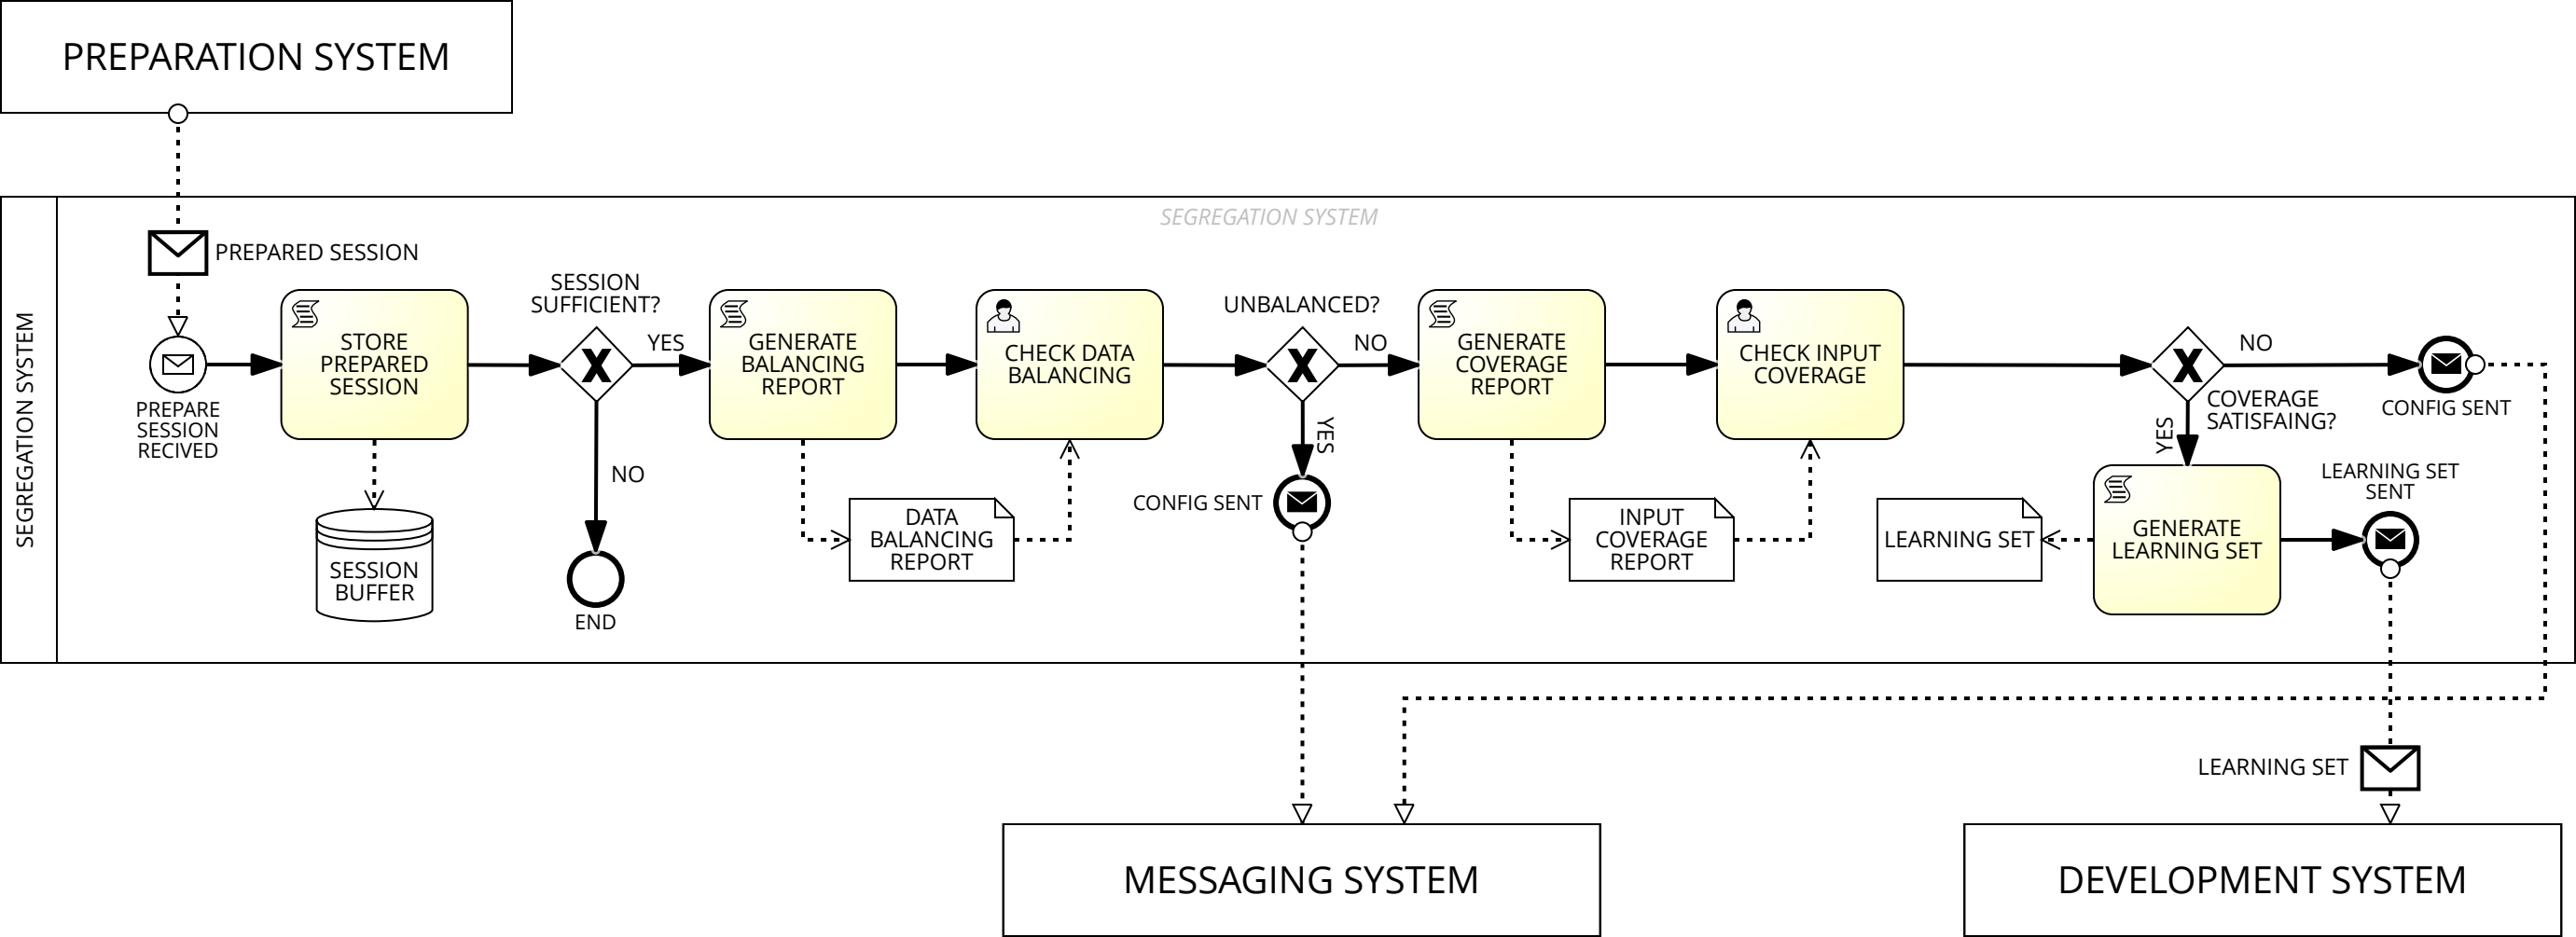 PREPARATION SYSTEM
SEGREGATION SYSTEM
SEGREGATION SYSTEM
PREPARED SESSION
PREPARE
SESSION
RECIVED
STORE
PREPARED
SESSION
SESSION
BUFFER
SESSION
SUFFICIENT?
YES
NO
END
GENERATE
BALANCING
REPORT
DATA
BALANCING
REPORT
CHECK DATA
BALANCING
UNBALANCED?
NO
YES
CONFIG SENT
GENERATE
COVERAGE
REPORT
INPUT
COVERAGE
REPORT
CHECK INPUT
COVERAGE
NO
COVERAGE
SATISFAING?
YES
CONFIG SENT
LEARNING SET
GENERATE
LEARNING SET
LEARNING SET
SENT
LEARNING SET
MESSAGING SYSTEM
DEVELOPMENT SYSTEM